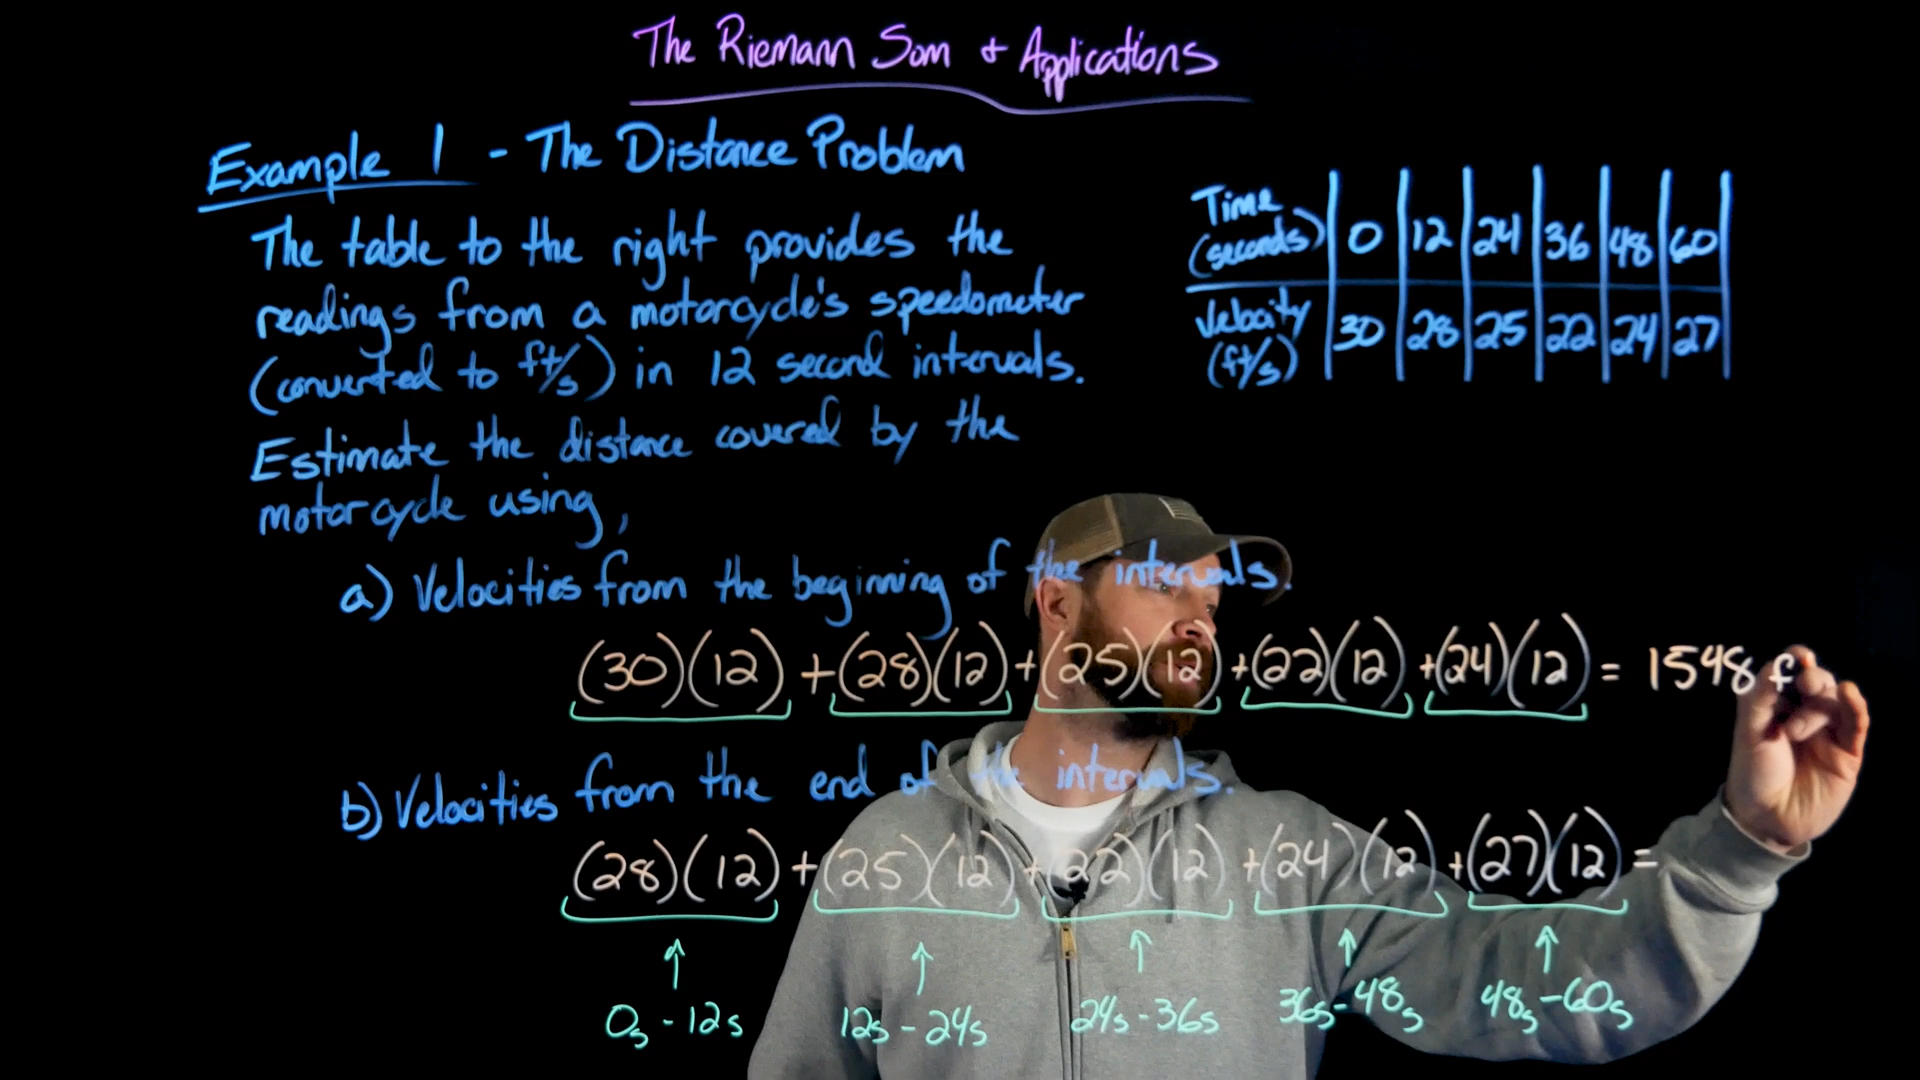 The Riemann Sum + Applications
Example 1 - The Distance Problem
The table to the right provides the
readings from a motorcycle's speedometer
(converted to ft/s) in 12 second intervals.
Estimate the distance covered by the
motorcycle using,
Time (seconds) 0 12 24 36 48 60
Velocity (ft/s) 30 28 25 22 24 27
a) Velocities from the beginning of the intervals.
(30)(12) + (28)(12) + (25)(12) + (22)(12) + (24)(12) = 1548 f
b) Velocities from the end of the intervals.
(28)(12) + (25)(12) + (22)(12) + (24)(12) + (27)(12) =
↑ ↑ ↑ ↑ ↑
0s - 12s 12s - 24s 24s - 36s 36s - 48s 48s - 60s